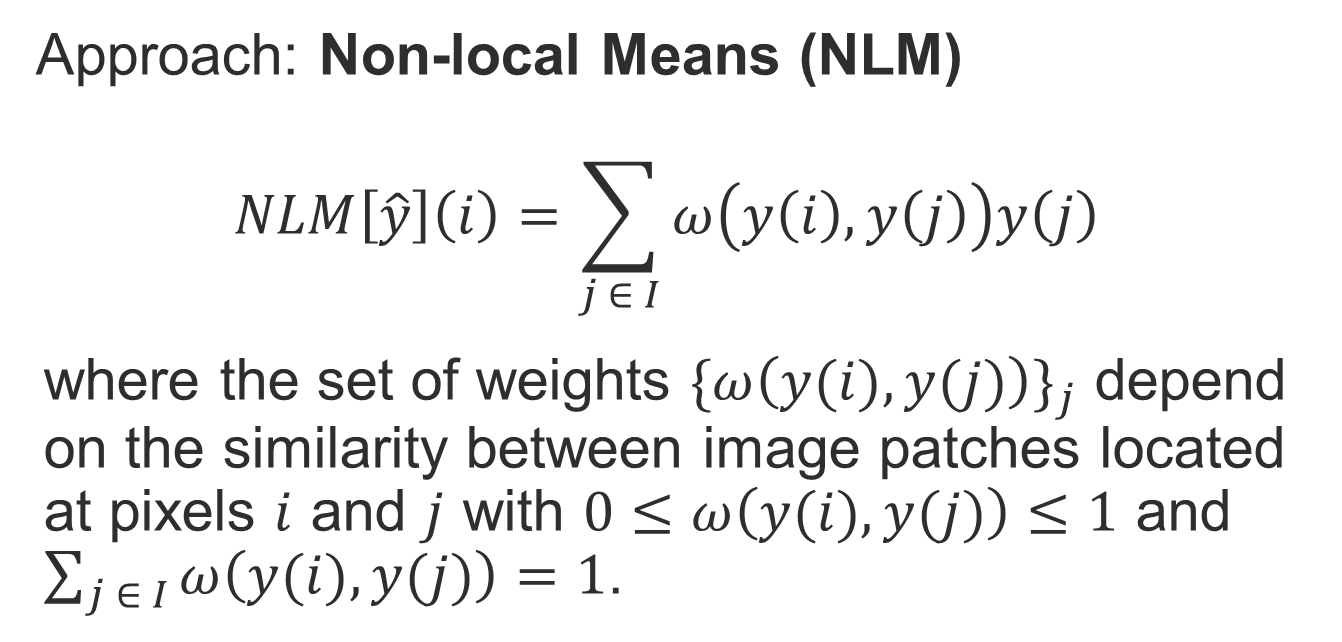 Approach: Non-local Means (NLM)
NLM[ŷ](i) = ∑ ω(y(i), y(j))y(j)
j ∈ I
where the set of weights {ω(y(i), y(j))}ⱼ depend
on the similarity between image patches located
at pixels i and j with 0 ≤ ω(y(i), y(j)) ≤ 1 and
∑j ∈ I ω(y(i), y(j)) = 1.